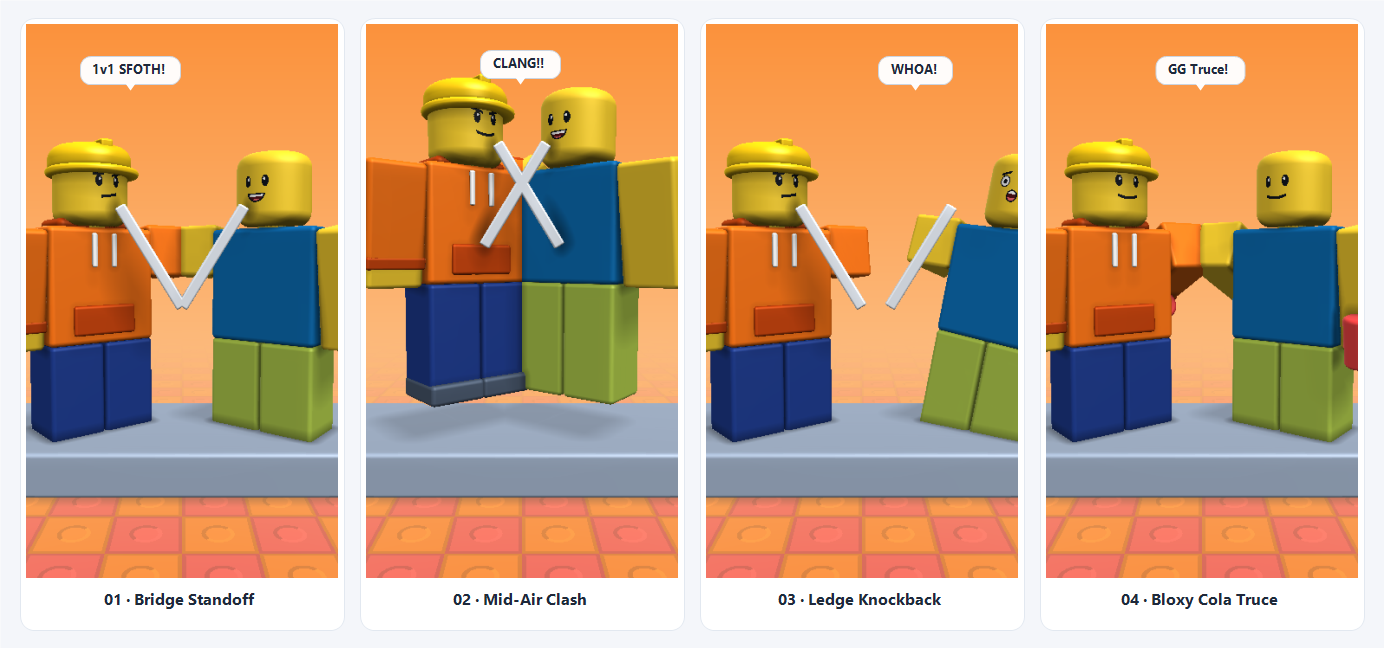 1v1 SFOTH!
CLANG!!
WHOA!
GG Truce!
01 · Bridge Standoff
02 · Mid-Air Clash
03 · Ledge Knockback
04 · Bloxy Cola Truce